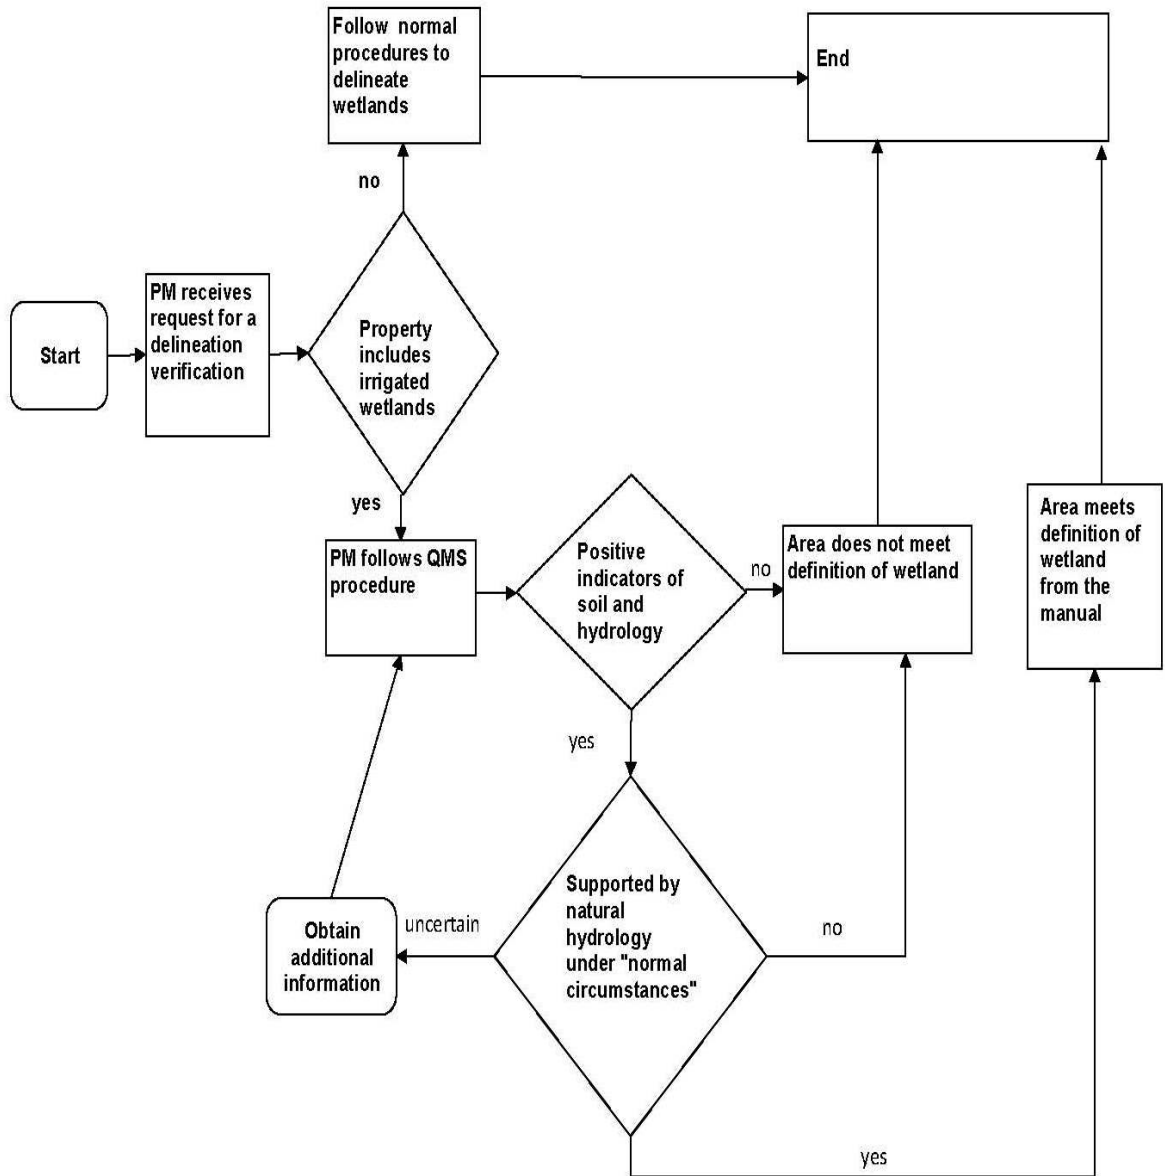 Follow normal
procedures to
delineate
wetlands
End
no
PM receives
request for a
delineation
verification
Start
Property
includes
irrigated
wetlands
yes
PM follows QMS
procedure
Positive
indicators of
soil and
hydrology
no
Area does not meet
definition of wetland
Area meets
definition of
wetland
from the
manual
yes
Supported by
natural
hydrology
under "normal
circumstances"
uncertain
no
Obtain
additional
information
yes